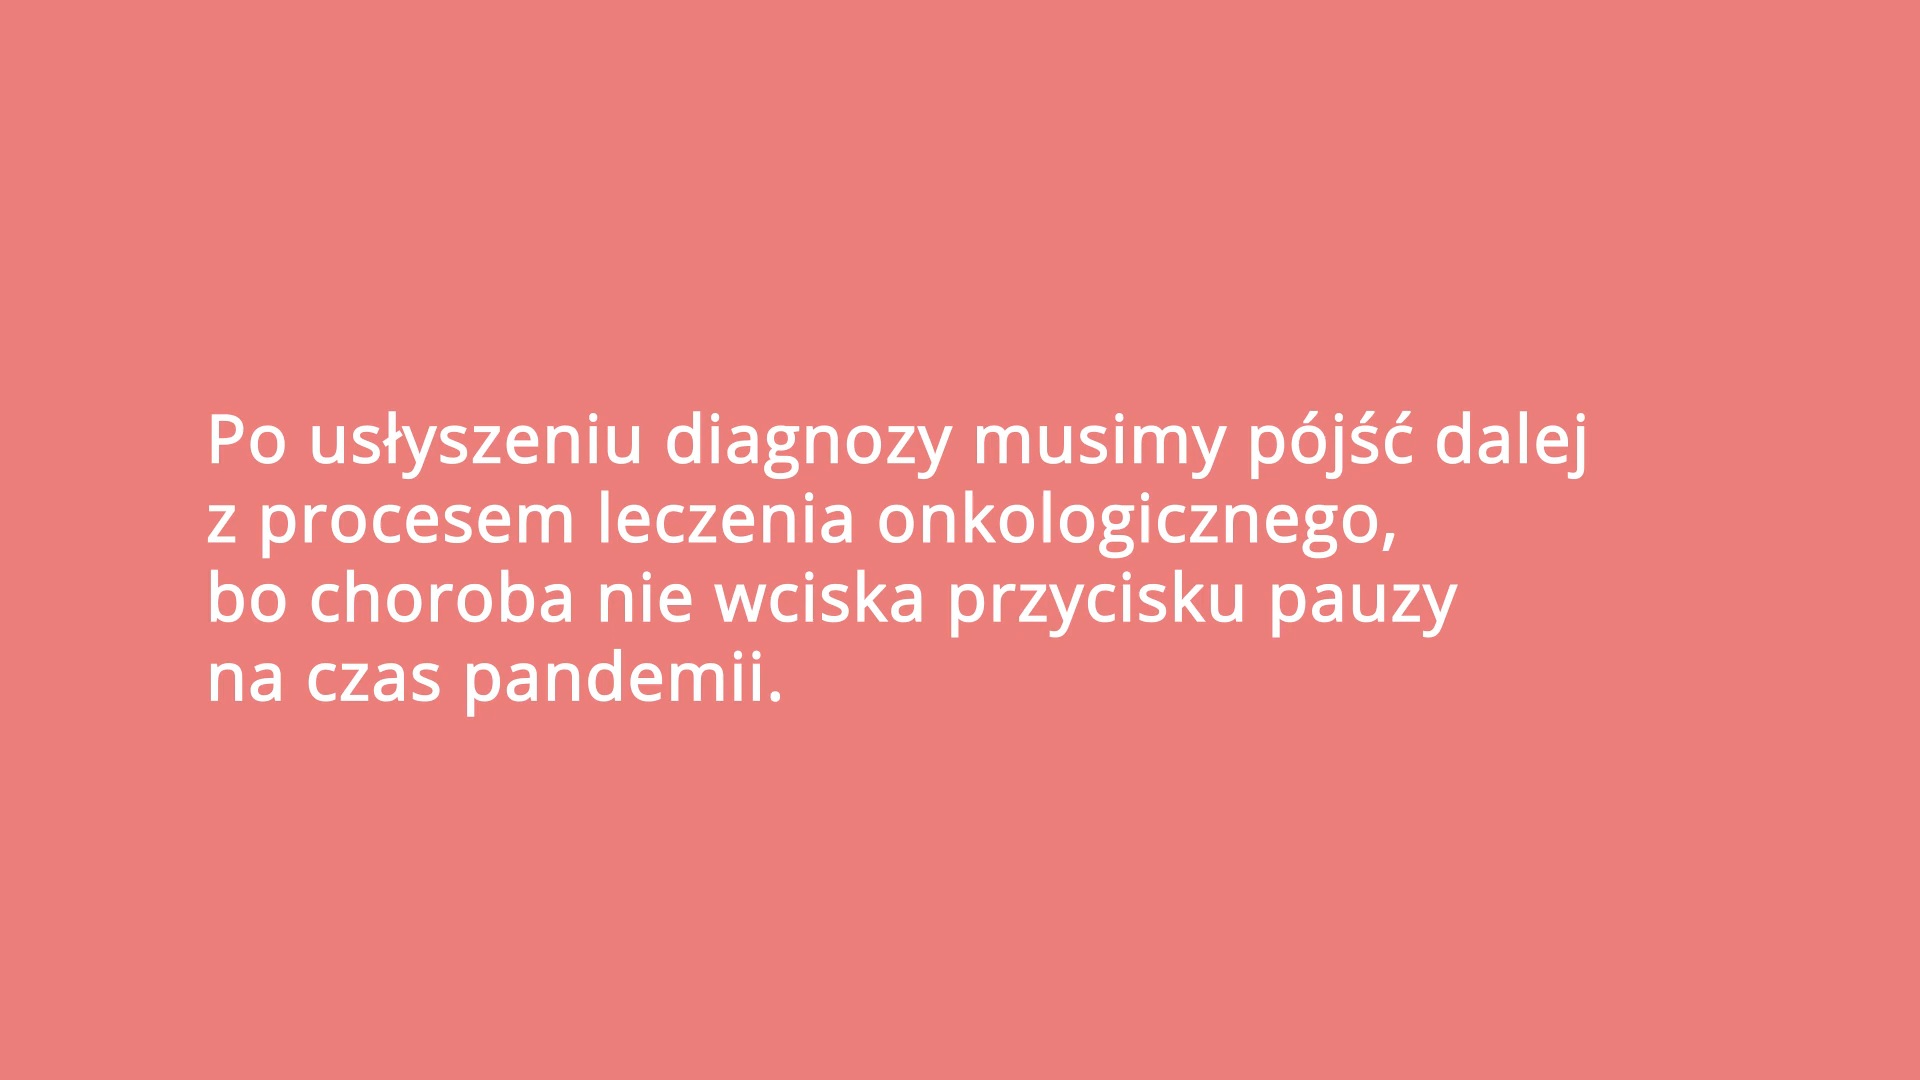 Po usłyszeniu diagnozy musimy pójść dalej
z procesem leczenia onkologicznego,
bo choroba nie wciska przycisku pauzy
na czas pandemii.